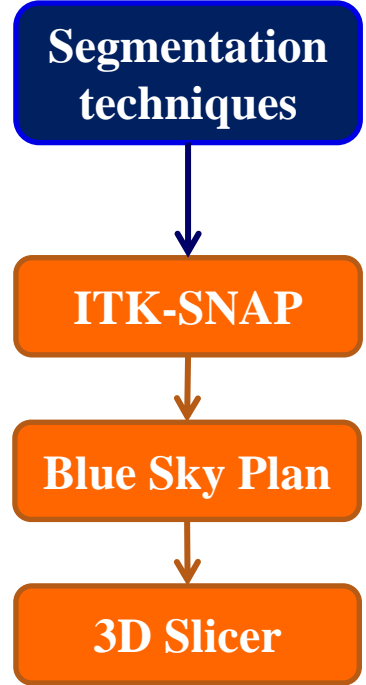 Segmentation
techniques
ITK-SNAP
Blue Sky Plan
3D Slicer